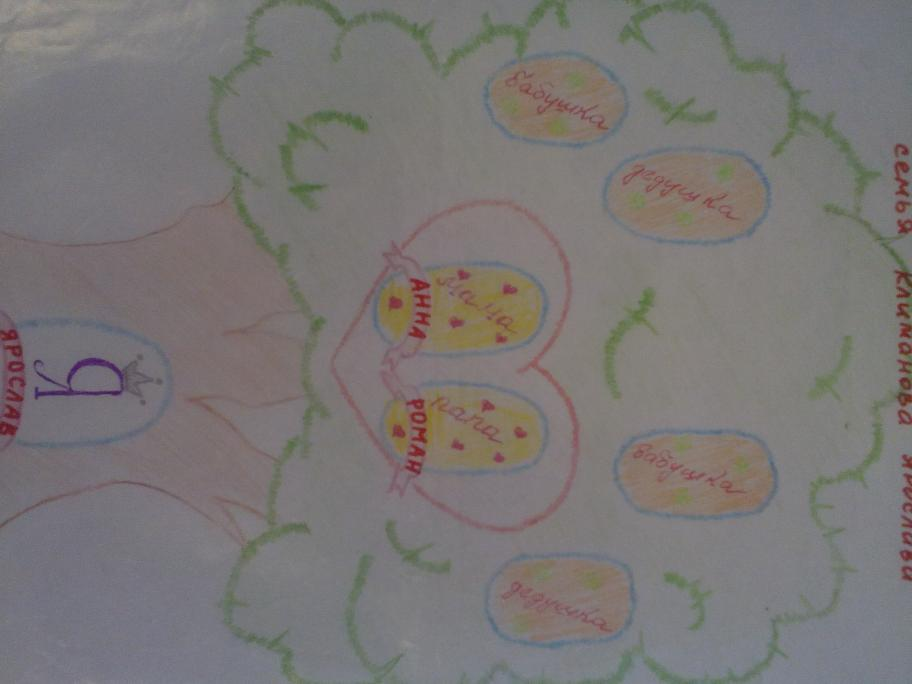 семья климанова ярослава
бабушка
дедушка
бабушка
дедушка
мама
папа
АННА
РОМАН
Я
ЯРОСЛАВ